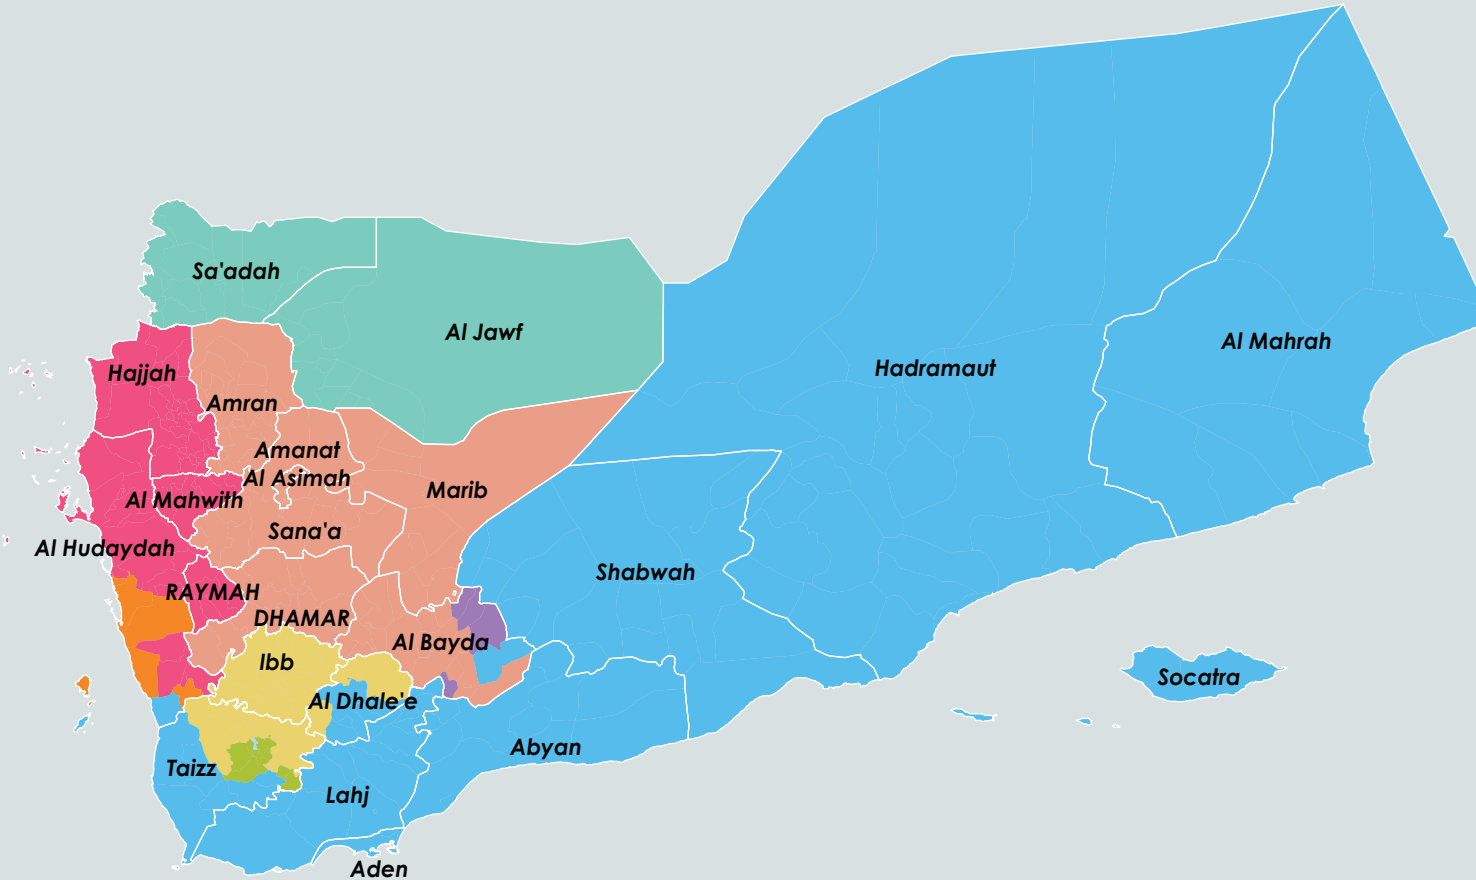 Sa'adah
Al Jawf
Al Mahrah
Hajjah
Hadramaut
Amran
Amanat
Al Asimah
Marib
Al Mahwith
Sana'a
Al Hudaydah
Shabwah
RAYMAH
DHAMAR
Al Bayda
Ibb
Socatra
Al Dhale'e
Abyan
Taizz
Lahj
Aden